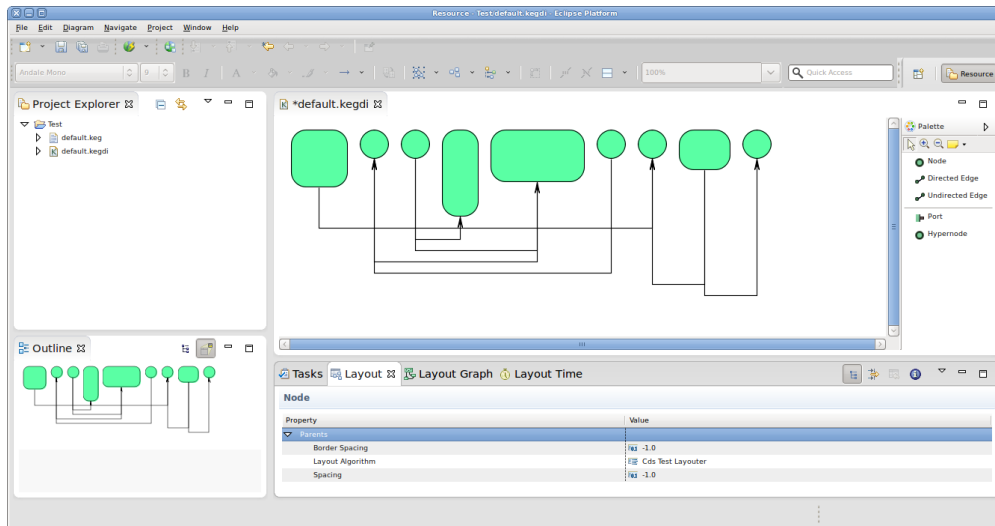 Resource - Test/default.kegdi - Eclipse Platform
File Edit Diagram Navigate Project Window Help
Andale Mono 9 B I A 100% Quick Access Resource
Project Explorer
Test
default.keg
default.kegdi
*default.kegdi
Palette
Node
Directed Edge
Undirected Edge
Port
Hypernode
Outline
Tasks Layout Layout Graph Layout Time
Node
Property Value
Parents
Border Spacing -1.0
Layout Algorithm Cds Test Layouter
Spacing -1.0